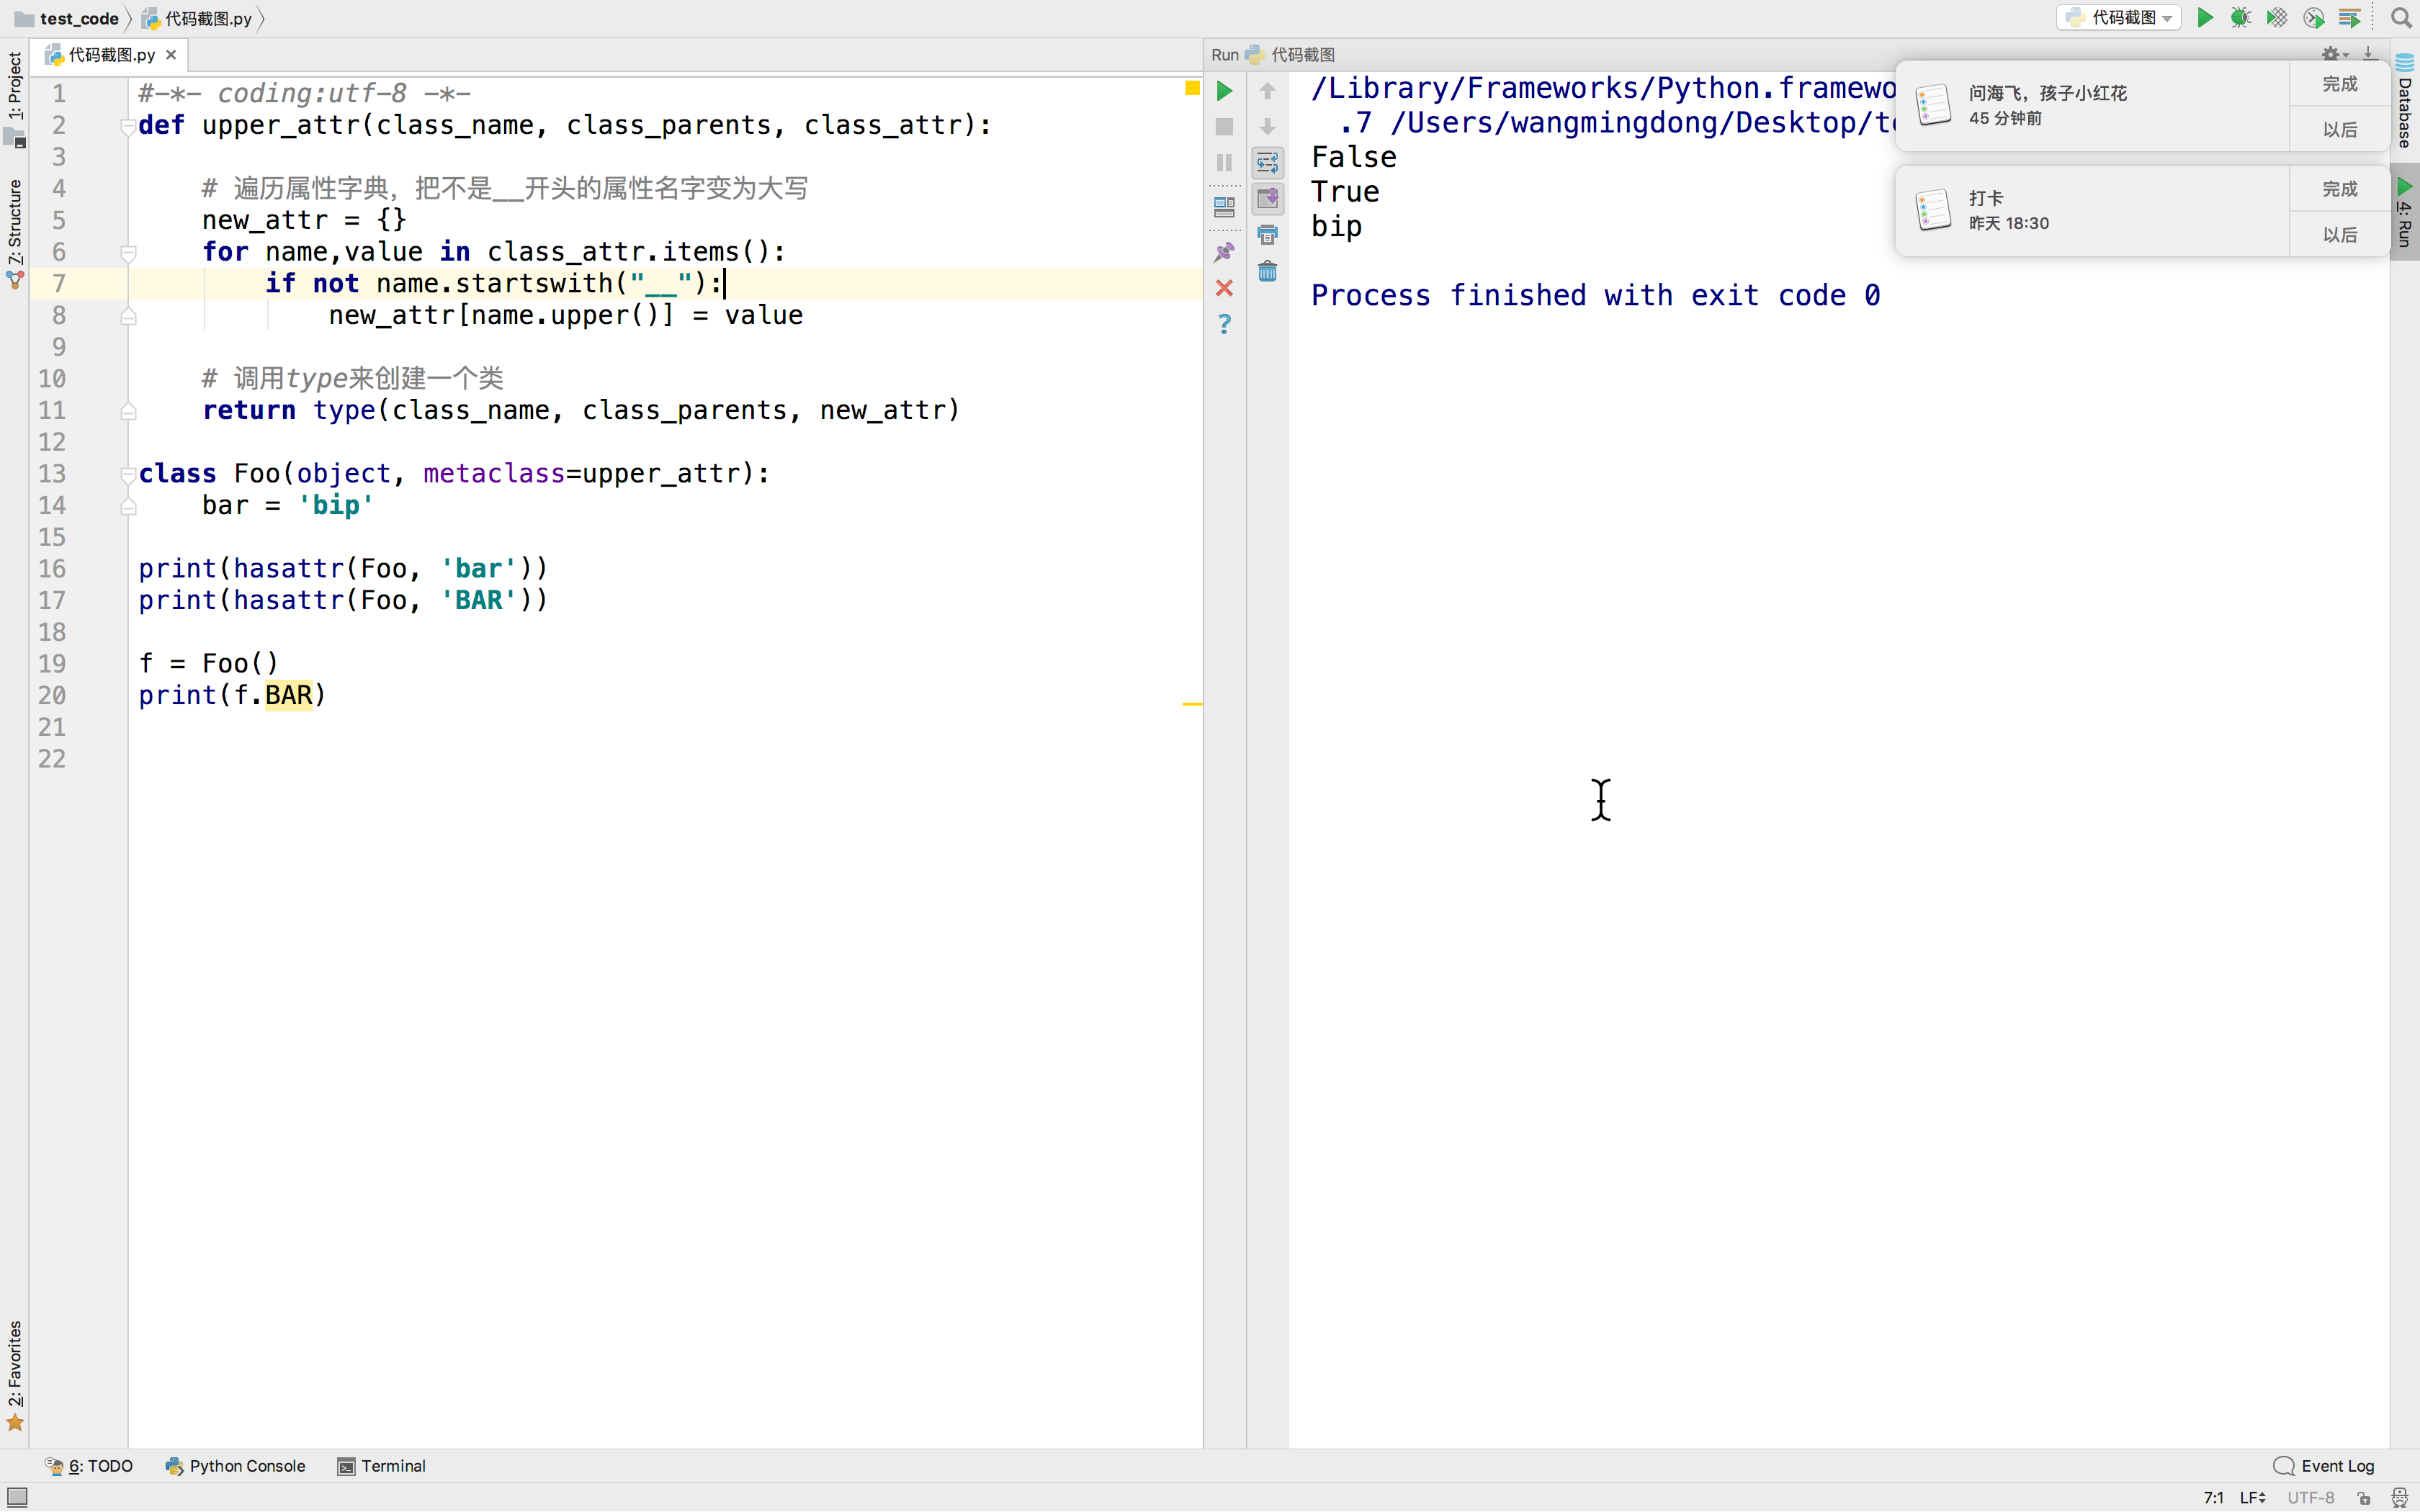 test_code 代码截图.py
代码截图
代码截图.py
1: Project
7: Structure
2: Favorites
1 #-*- coding:utf-8 -*-
2 def upper_attr(class_name, class_parents, class_attr):
3
4 # 遍历属性字典，把不是__开头的属性名字变为大写
5 new_attr = {}
6 for name,value in class_attr.items():
7 if not name.startswith("__"):
8 new_attr[name.upper()] = value
9
10 # 调用type来创建一个类
11 return type(class_name, class_parents, new_attr)
12
13 class Foo(object, metaclass=upper_attr):
14 bar = 'bip'
15
16 print(hasattr(Foo, 'bar'))
17 print(hasattr(Foo, 'BAR'))
18
19 f = Foo()
20 print(f.BAR)
21
22
Run 代码截图
/Library/Frameworks/Python.framewo
.7 /Users/wangmingdong/Desktop/te
False
True
bip
Process finished with exit code 0
问海飞，孩子小红花
45 分钟前
完成
以后
打卡
昨天 18:30
完成
以后
Database
4: Run
6: TODO Python Console Terminal
Event Log
7:1 LF UTF-8